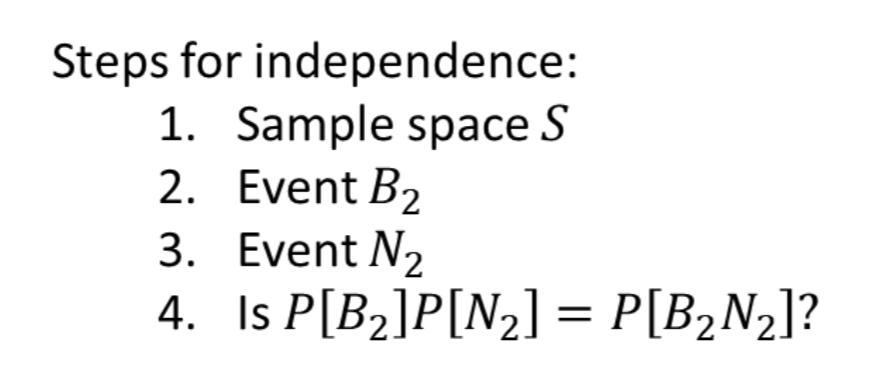 Steps for independence:
1. Sample space S
2. Event B₂
3. Event N₂
4. Is P[B₂]P[N₂] = P[B₂N₂]?